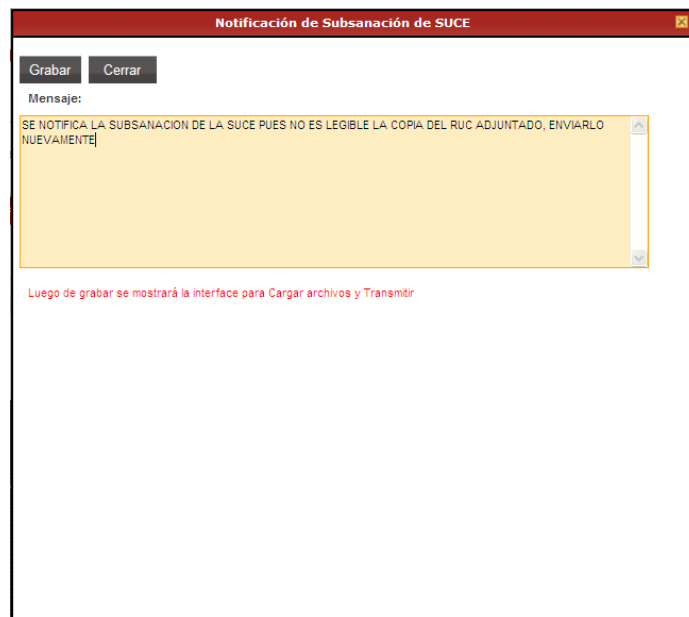 Notificación de Subsanación de SUCE
Grabar Cerrar
Mensaje:
SE NOTIFICA LA SUBSANACION DE LA SUCE PUES NO ES LEGIBLE LA COPIA DEL RUC ADJUNTADO, ENVIARLO
NUEVAMENTE
Luego de grabar se mostrará la interface para Cargar archivos y Transmitir